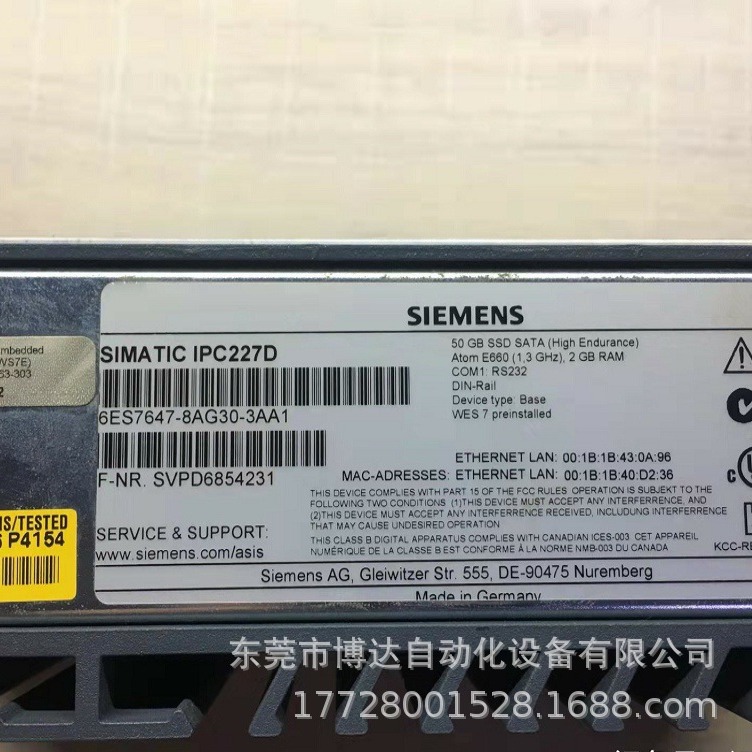 SIEMENS
SIMATIC IPC227D
6ES7647-8AG30-3AA1
F-NR. SVPD6854231
50 GB SSD SATA (High Endurance)
Atom E660 (1,3 GHz), 2 GB RAM
COM1: RS232
DIN-Rail
Device type: Base
WES 7 preinstalled
ETHERNET LAN: 00:1B:1B:43:0A:96
MAC-ADRESSES: ETHERNET LAN: 00:1B:1B:40:D2:36
THIS DEVICE COMPLIES WITH PART 15 OF THE FCC RULES OPERATION IS SUBJEKT TO THE
FOLLOWING TWO CONDITIONS (1)THIS DEVICE MUST ACCEPT ANY INTERFERENCE, AND
(2)THIS DEVICE MUST ACCEPT ANY INTERFERENCE RECEIVED, INCLUDUNG INTERFERENCE
THAT MAY CAUSE UNDESIRED OPERATION
THIS CLASS B DIGITAL APPARATUS COMPLIES WITH CANADIAN ICES-003 CET APPAREIL
NUMÉRIQUE DE LA CLASSE B EST CONFORME À LA NORME NMB-003 DU CANADA
SERVICE & SUPPORT:
www.siemens.com/asis
Siemens AG, Gleiwitzer Str. 555, DE-90475 Nuremberg
Made in Germany
mbedded
WS7E)
63-303
2
NS/TESTED
P4154
KCC-RE
东莞市博达自动化设备有限公司
17728001528.1688.com